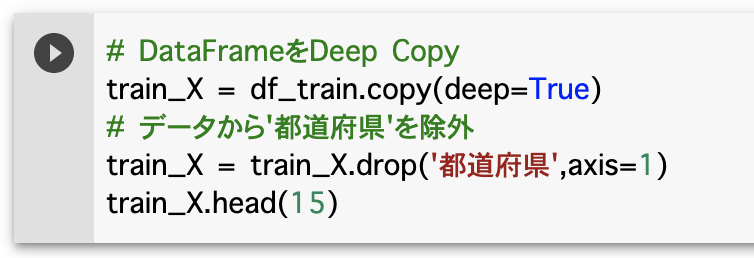 # DataFrameをDeep Copy
train_X = df_train.copy(deep=True)
# データから'都道府県'を除外
train_X = train_X.drop('都道府県',axis=1)
train_X.head(15)